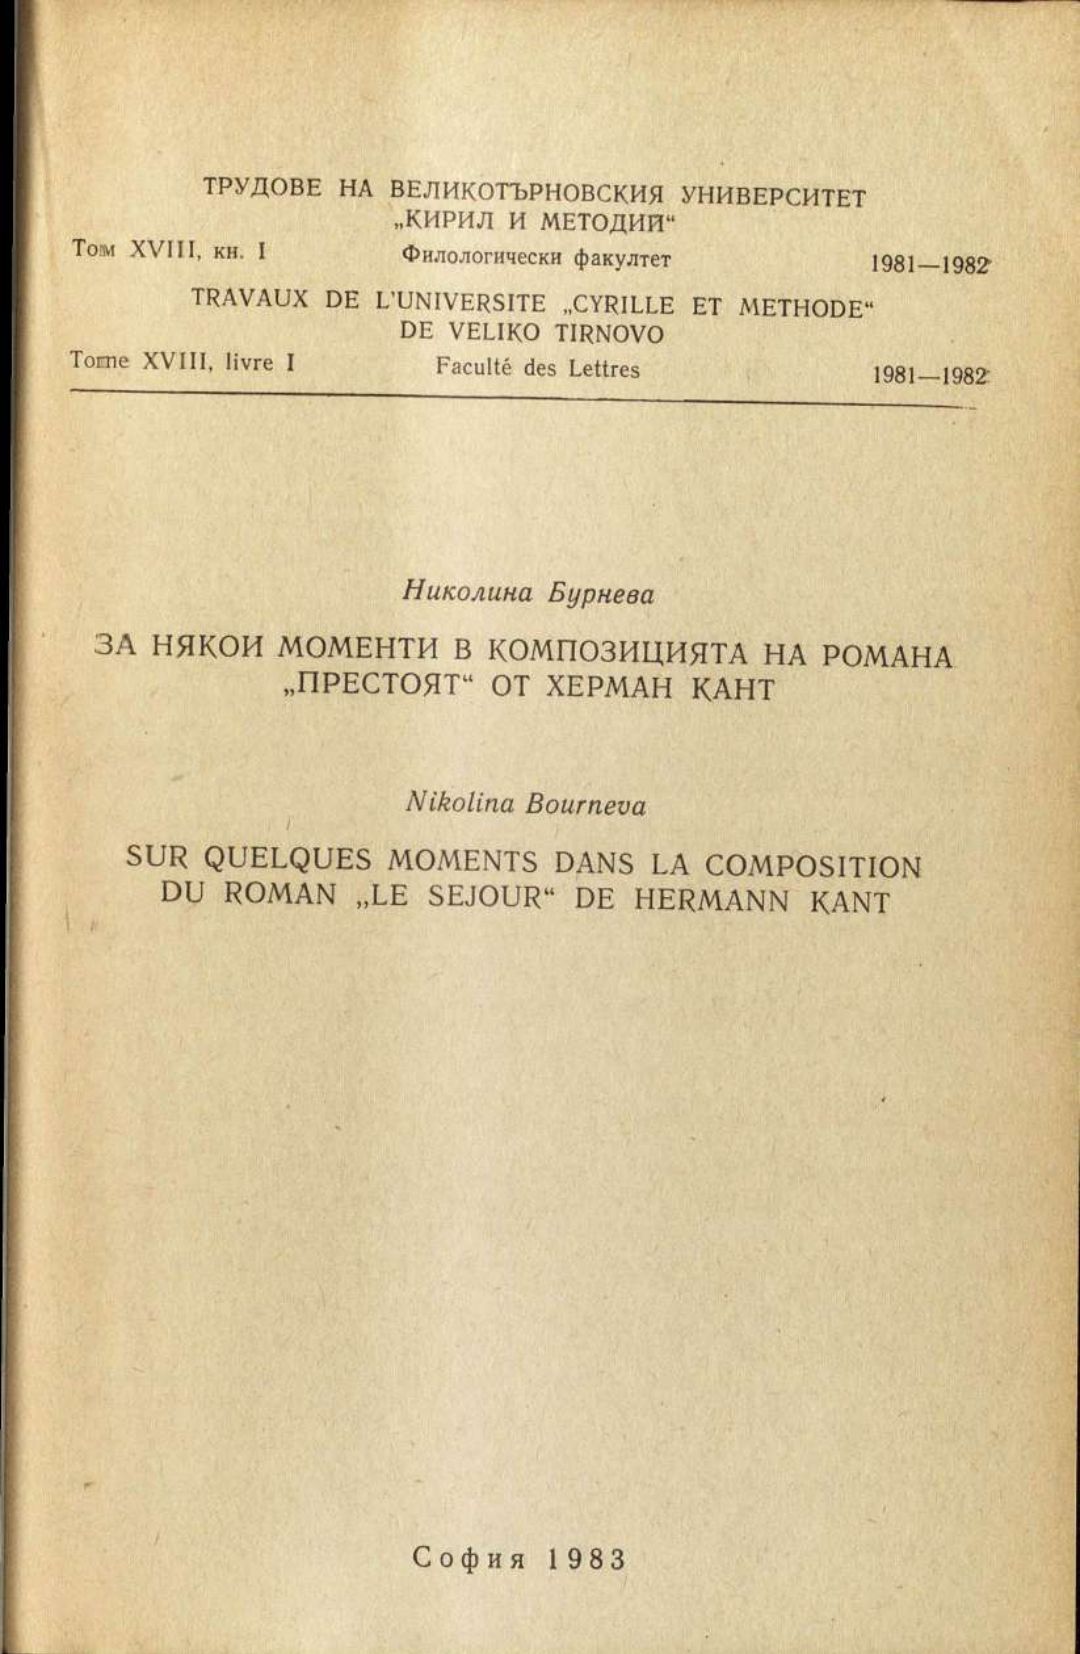 ТРУДОВЕ НА ВЕЛИКОТЪРНОВСКИЯ УНИВЕРСИТЕТ
„КИРИЛ И МЕТОДИЙ“
Том XVIII, кн. I Филологически факултет 1981—1982
TRAVAUX DE L'UNIVERSITE „CYRILLE ET METHODE“
DE VELIKO TIRNOVO
Tome XVIII, livre I Faculté des Lettres 1981—1982
Николина Бурнева
ЗА НЯКОИ МОМЕНТИ В КОМПОЗИЦИЯТА НА РОМАНА
„ПРЕСТОЯТ“ ОТ ХЕРМАН КАНТ
Nikolina Bourneva
SUR QUELQUES MOMENTS DANS LA COMPOSITION
DU ROMAN „LE SEJOUR“ DE HERMANN KANT
София 1983